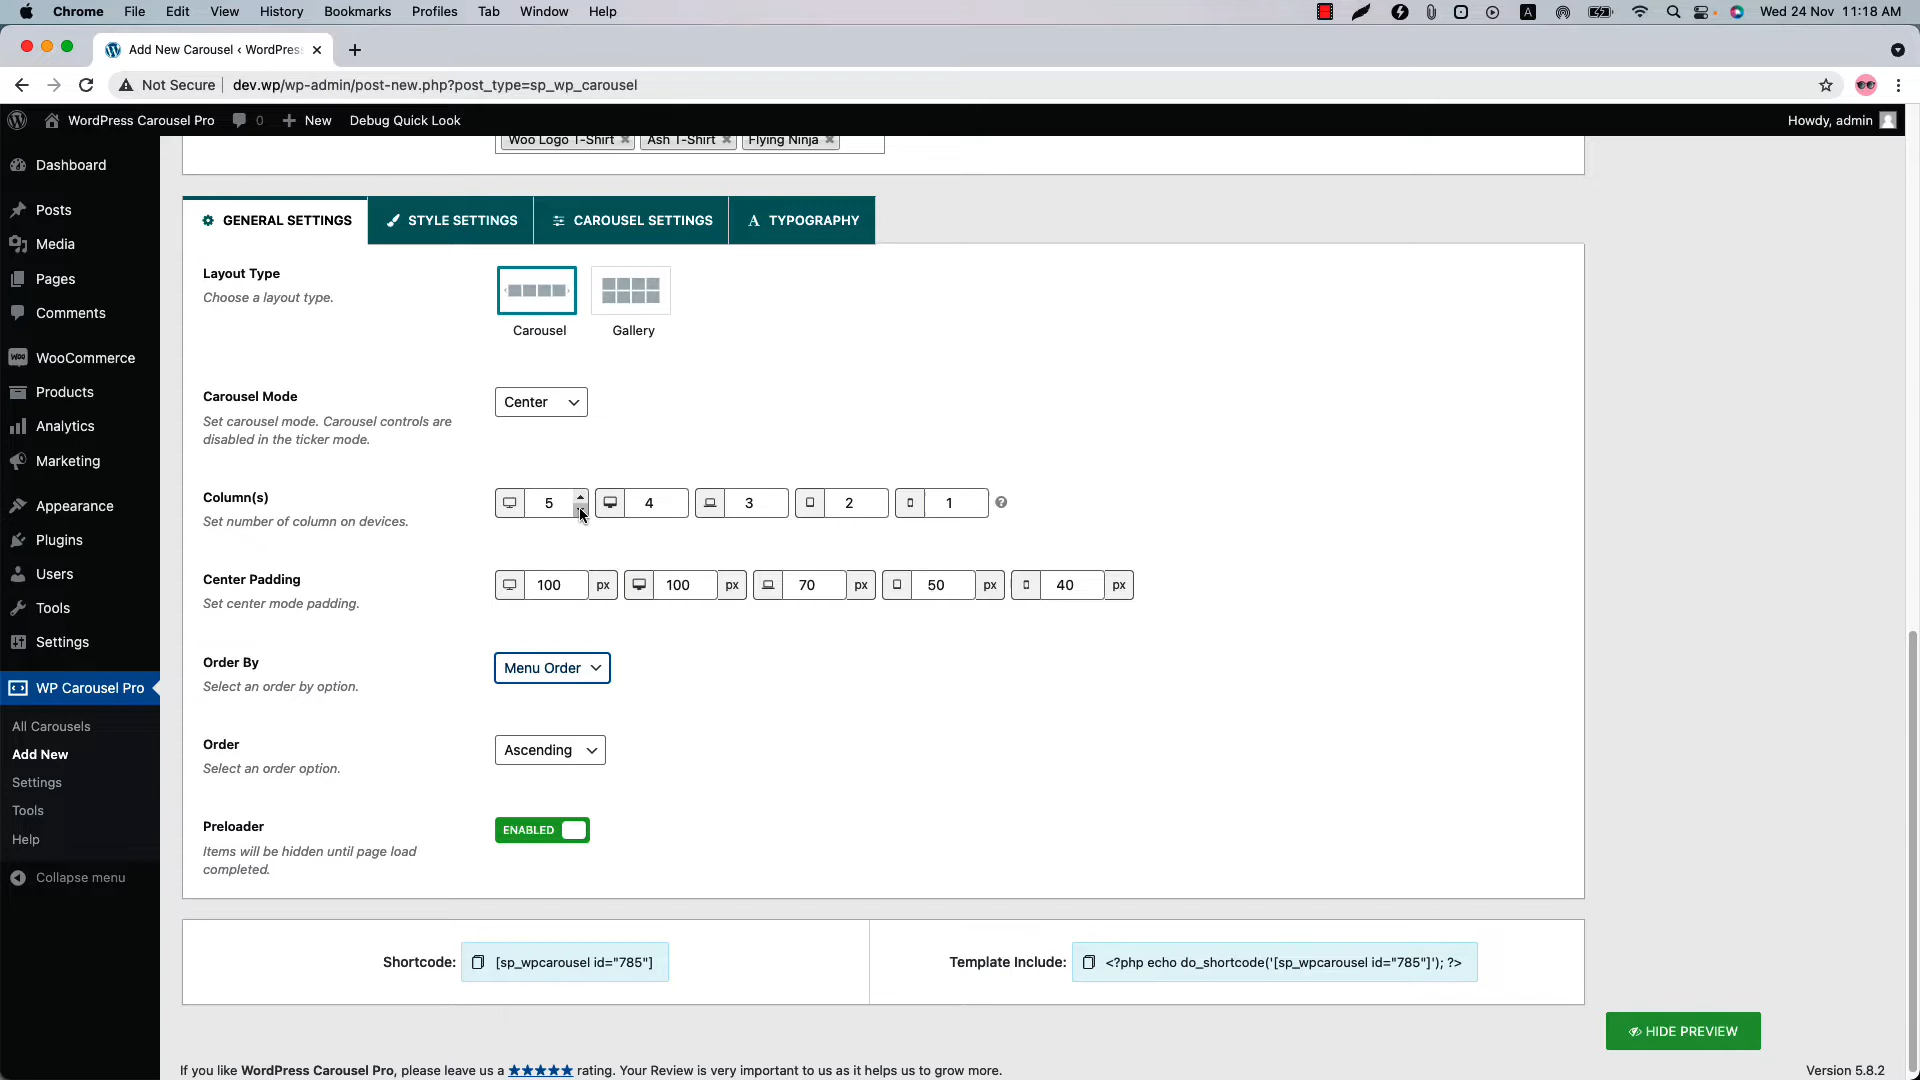 Chrome File Edit View History Bookmarks Profiles Tab Window Help A Wed 24 Nov 11:18 AM
Add New Carousel ‹ WordPress
Not Secure dev.wp/wp-admin/post-new.php?post_type=sp_wp_carousel
WordPress Carousel Pro 0 New Debug Quick Look Howdy, admin
Woo Logo T-Shirt Ash T-Shirt Flying Ninja
Dashboard
Posts
Media
Pages
Comments
WooCommerce
Products
Analytics
Marketing
Appearance
Plugins
Users
Tools
Settings
WP Carousel Pro
All Carousels
Add New
Settings
Tools
Help
Collapse menu
GENERAL SETTINGS STYLE SETTINGS CAROUSEL SETTINGS A TYPOGRAPHY
Layout Type
Choose a layout type.
Carousel Gallery
Carousel Mode
Set carousel mode. Carousel controls are
disabled in the ticker mode.
Center
Column(s)
Set number of column on devices.
5 4 3 2 1
Center Padding
Set center mode padding.
100 px 100 px 70 px 50 px 40 px
Order By
Select an order by option.
Menu Order
Order
Select an order option.
Ascending
Preloader
Items will be hidden until page load
completed.
ENABLED
Shortcode: [sp_wpcarousel id="785"]
Template Include: <?php echo do_shortcode('[sp_wpcarousel id="785"]'); ?>
HIDE PREVIEW
If you like WordPress Carousel Pro, please leave us a ★★★★★ rating. Your Review is very important to us as it helps us to grow more.
Version 5.8.2